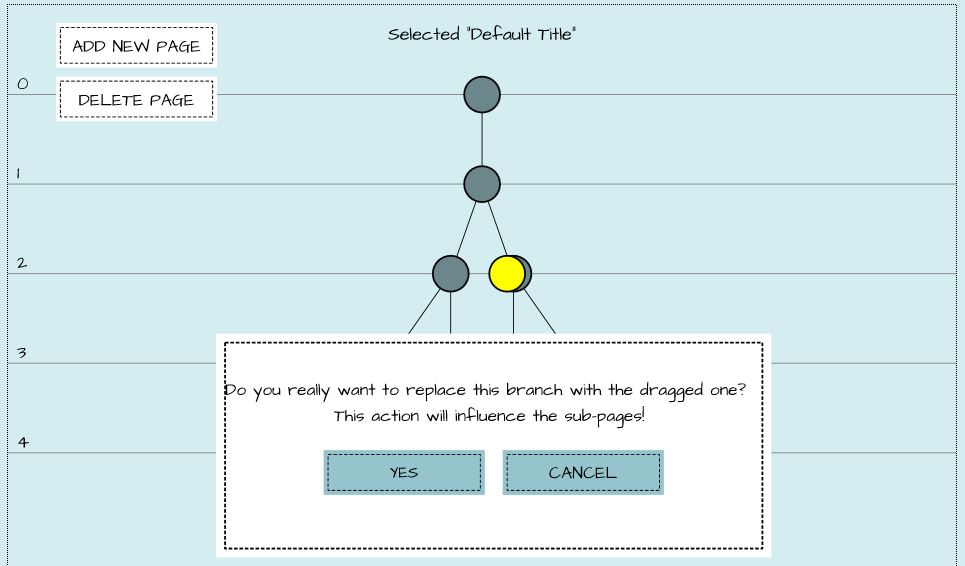 Selected "Default Title"
ADD NEW PAGE
DELETE PAGE
0
1
2
3
4
Do you really want to replace this branch with the dragged one?
This action will influence the sub-pages!
YES
CANCEL